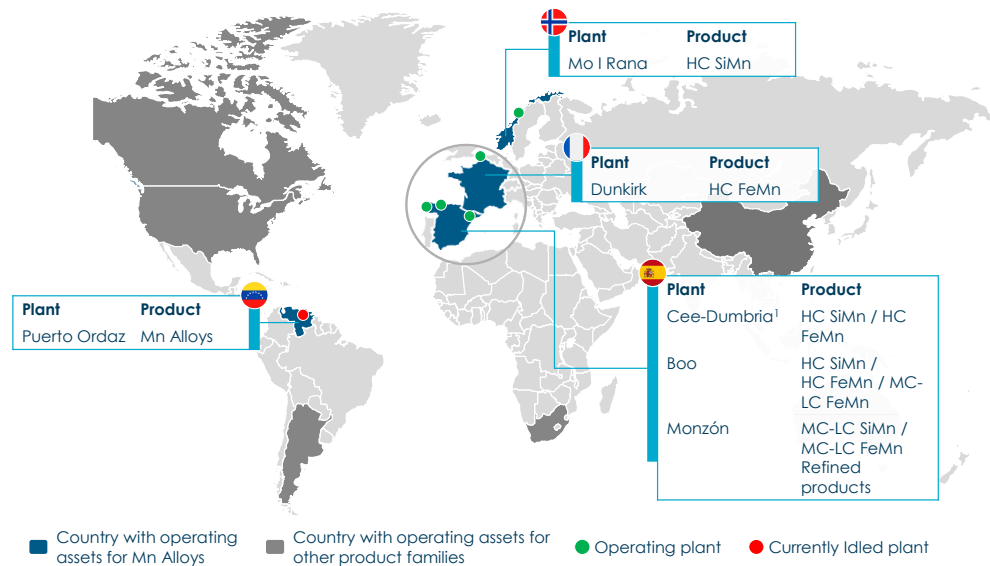 Plant Product
Mo I Rana HC SiMn
Plant Product
Dunkirk HC FeMn
Plant Product
Puerto Ordaz Mn Alloys
Plant Product
Cee-Dumbria¹ HC SiMn / HC
FeMn
Boo HC SiMn /
HC FeMn / MC-
LC FeMn
Monzón MC-LC SiMn /
MC-LC FeMn
Refined
products
Country with operating
assets for Mn Alloys
Country with operating assets for
other product families
Operating plant
Currently Idled plant